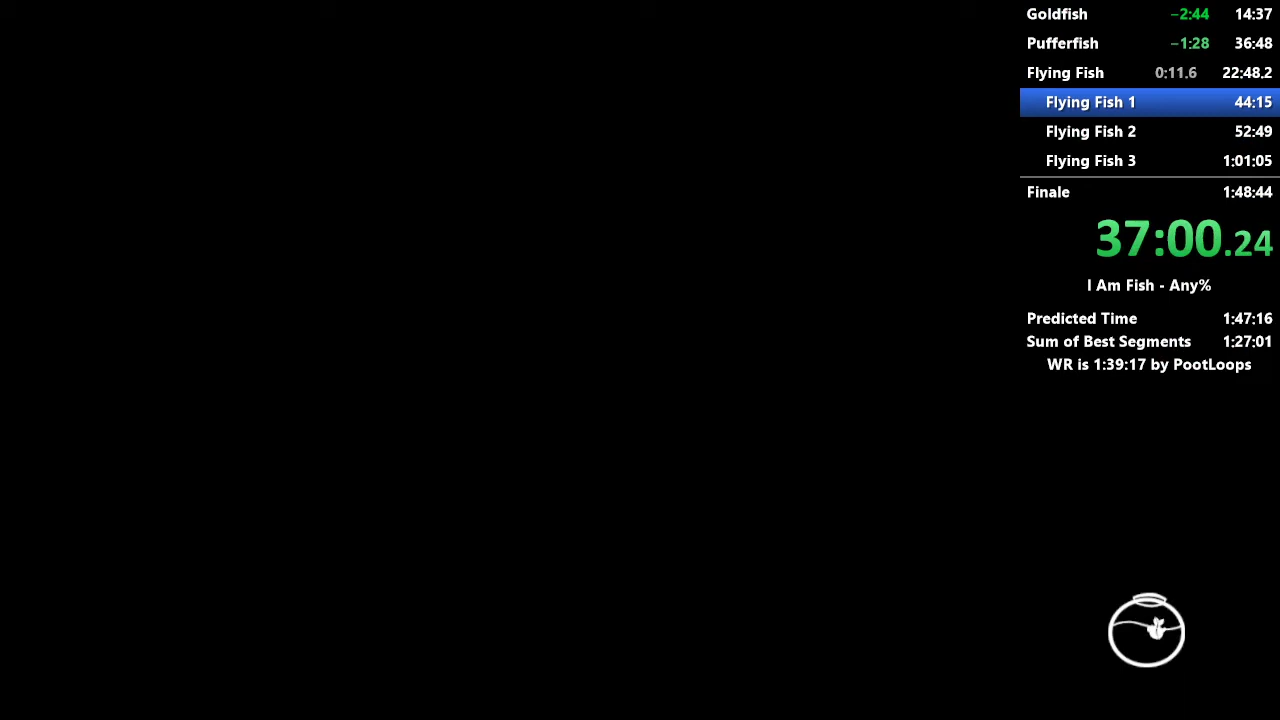 Goldfish −2:44 14:37
Pufferfish −1:28 36:48
Flying Fish 0:11.6 22:48.2
Flying Fish 1 44:15
Flying Fish 2 52:49
Flying Fish 3 1:01:05
Finale 1:48:44
37:00.24
I Am Fish - Any%
Predicted Time 1:47:16
Sum of Best Segments 1:27:01
WR is 1:39:17 by PootLoops